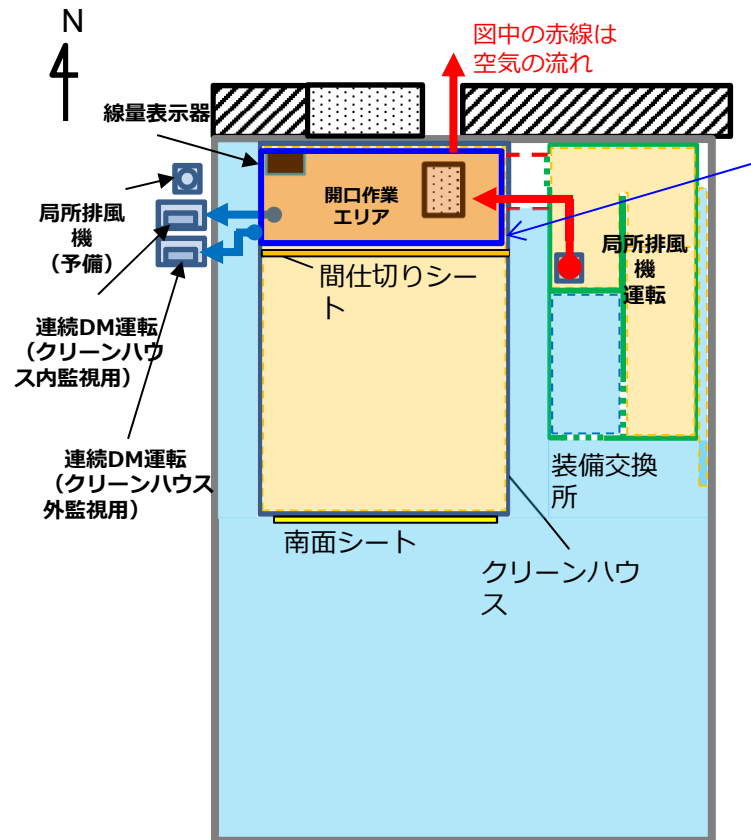 N
図中の赤線は
空気の流れ
線量表示器
開口作業
エリア
局所排風
機
（予備）
局所排風
機
運転
間仕切りシー
ト
連続DM運転
（クリーンハウ
ス内監視用）
連続DM運転
（クリーンハウス
外監視用）
装備交換
所
南面シート
クリーンハウ
ス